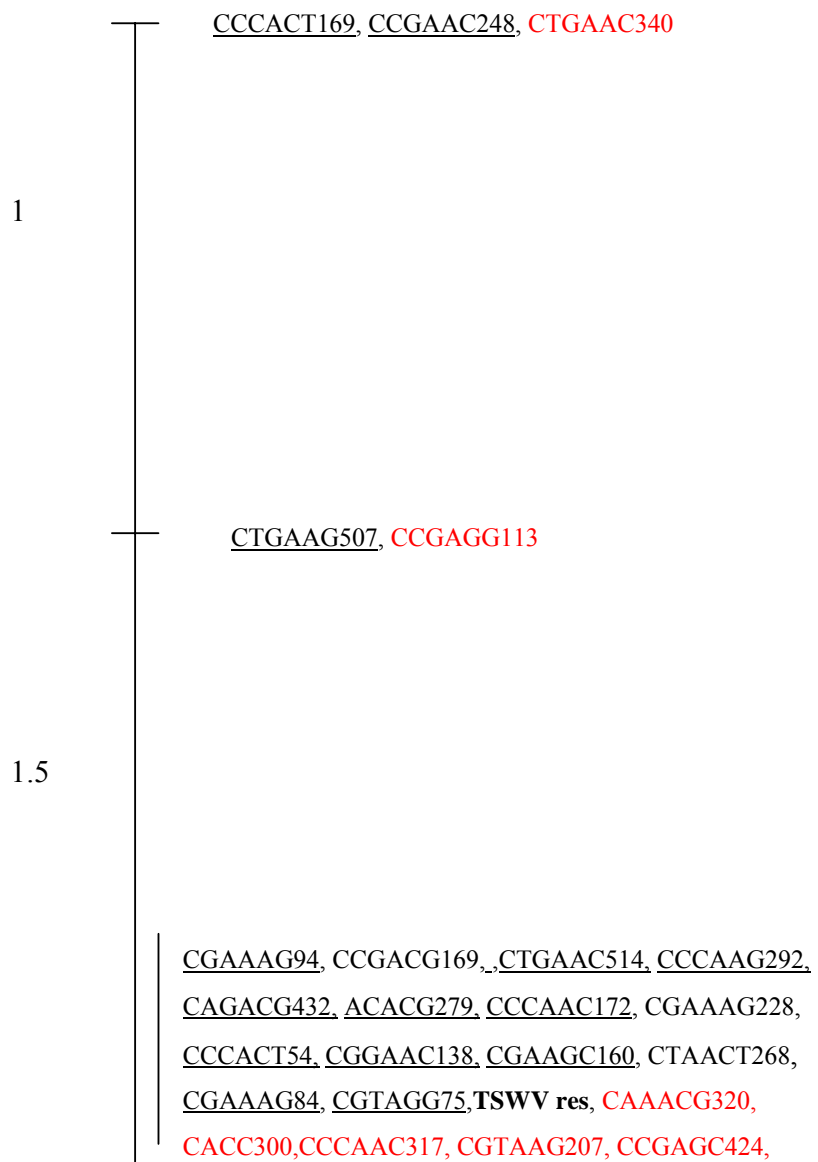 CCCACT169, CCGAAC248, CTGAAC340
1
CTGAAG507, CCGAGG113
1.5
CGAAAG94, CCGACG169, ,CTGAAC514, CCCAAG292,
CAGACG432, ACACG279, CCCAAC172, CGAAAG228,
CCCACT54, CGGAAC138, CGAAGC160, CTAACT268,
CGAAAG84, CGTAGG75,TSWV res, CAAACG320,
CACC300,CCCAAC317, CGTAAG207, CCGAGC424,